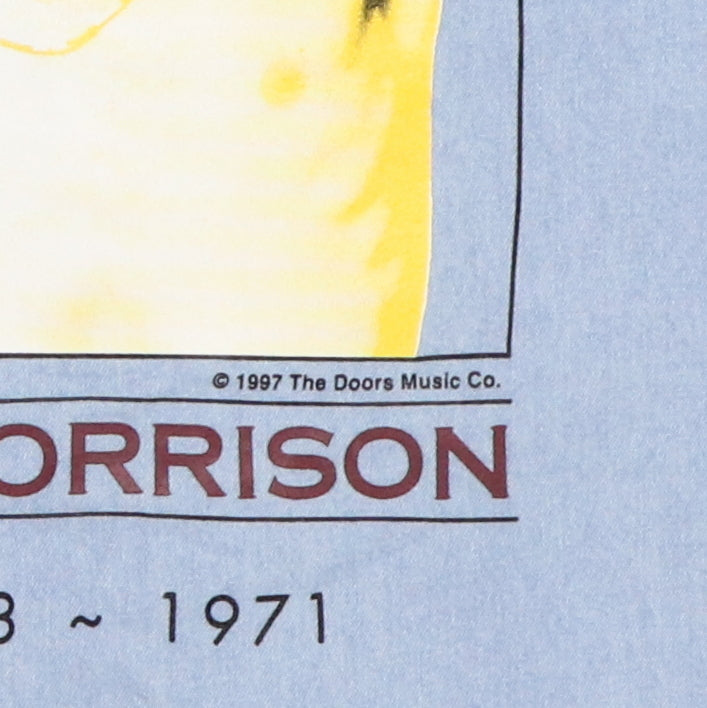 © 1997 The Doors Music Co.
ORRISON
3 ~ 1971